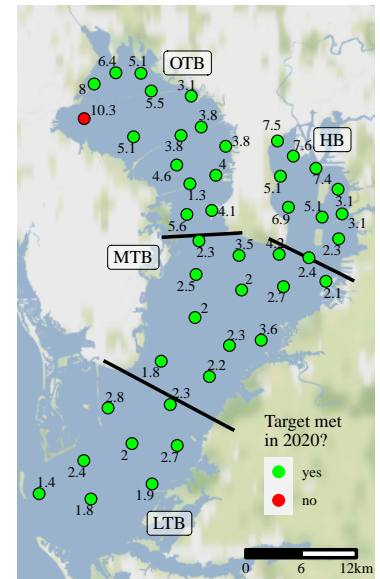 6.4 5.1
OTB
8 5.5 3.1
10.3
3.8
5.1 3.8 3.8
7.5
HB
7.6
4.6 4
5.1 7.4
1.3
3.1
5.6 4.1
6.9 5.1 3.1
2.3
MTB
2.3 3.5 4.2
2.4
2.5
2 2.7 2.1
2
2.3 3.6
1.8
2.2
2.8 2.3
Target met
in 2020?
2 2.7
2.4
yes
1.4 1.8 1.9
no
LTB
0 6 12km